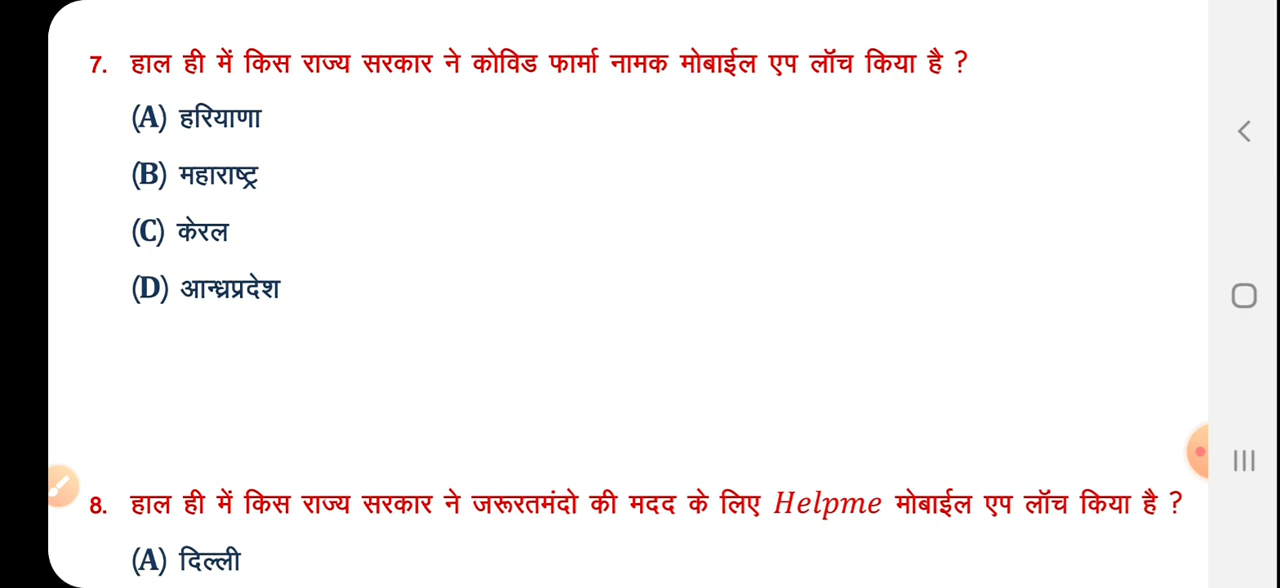 7. हाल ही में किस राज्य सरकार ने कोविड फार्मा नामक मोबाईल एप लॉच किया है ?
(A) हरियाणा
(B) महाराष्ट्र
(C) केरल
(D) आन्ध्रप्रदेश
8. हाल ही में किस राज्य सरकार ने जरूरतमंदो की मदद के लिए Helpme मोबाईल एप लॉच किया है ?
(A) दिल्ली